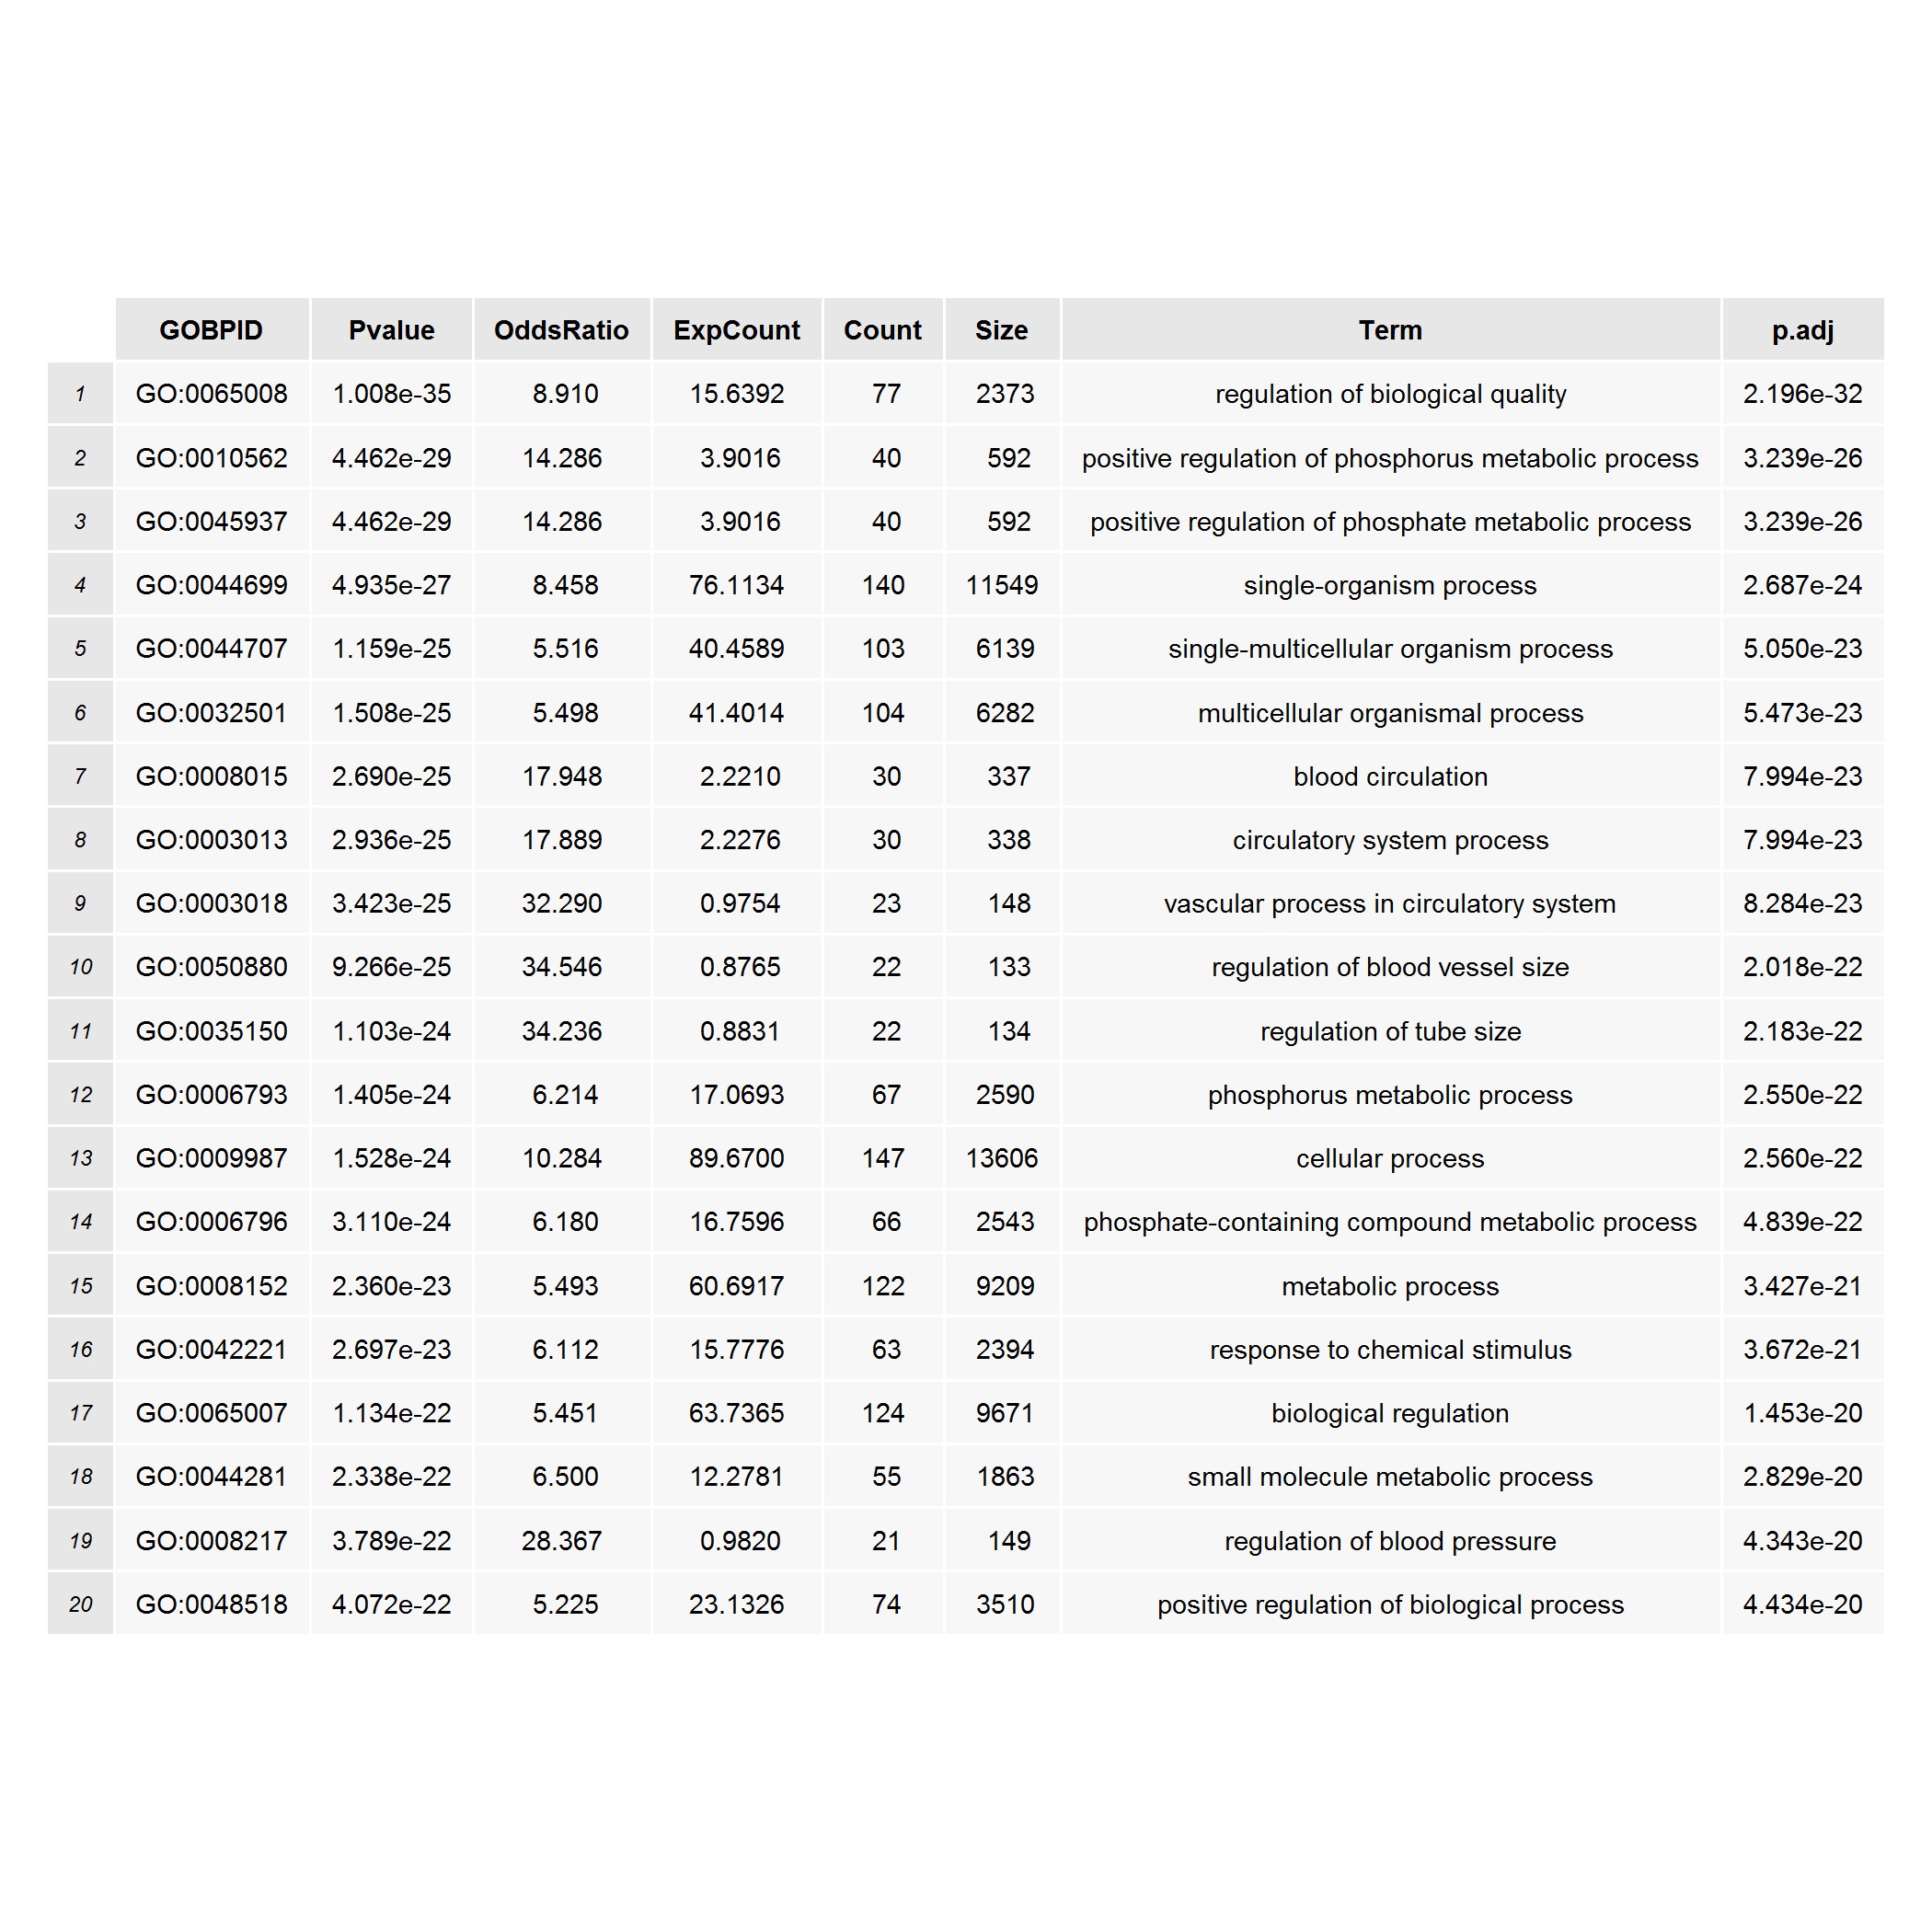 GOBPID Pvalue OddsRatio ExpCount Count Size Term p.adj
1 GO:0065008 1.008e-35 8.910 15.6392 77 2373 regulation of biological quality 2.196e-32
2 GO:0010562 4.462e-29 14.286 3.9016 40 592 positive regulation of phosphorus metabolic process 3.239e-26
3 GO:0045937 4.462e-29 14.286 3.9016 40 592 positive regulation of phosphate metabolic process 3.239e-26
4 GO:0044699 4.935e-27 8.458 76.1134 140 11549 single-organism process 2.687e-24
5 GO:0044707 1.159e-25 5.516 40.4589 103 6139 single-multicellular organism process 5.050e-23
6 GO:0032501 1.508e-25 5.498 41.4014 104 6282 multicellular organismal process 5.473e-23
7 GO:0008015 2.690e-25 17.948 2.2210 30 337 blood circulation 7.994e-23
8 GO:0003013 2.936e-25 17.889 2.2276 30 338 circulatory system process 7.994e-23
9 GO:0003018 3.423e-25 32.290 0.9754 23 148 vascular process in circulatory system 8.284e-23
10 GO:0050880 9.266e-25 34.546 0.8765 22 133 regulation of blood vessel size 2.018e-22
11 GO:0035150 1.103e-24 34.236 0.8831 22 134 regulation of tube size 2.183e-22
12 GO:0006793 1.405e-24 6.214 17.0693 67 2590 phosphorus metabolic process 2.550e-22
13 GO:0009987 1.528e-24 10.284 89.6700 147 13606 cellular process 2.560e-22
14 GO:0006796 3.110e-24 6.180 16.7596 66 2543 phosphate-containing compound metabolic process 4.839e-22
15 GO:0008152 2.360e-23 5.493 60.6917 122 9209 metabolic process 3.427e-21
16 GO:0042221 2.697e-23 6.112 15.7776 63 2394 response to chemical stimulus 3.672e-21
17 GO:0065007 1.134e-22 5.451 63.7365 124 9671 biological regulation 1.453e-20
18 GO:0044281 2.338e-22 6.500 12.2781 55 1863 small molecule metabolic process 2.829e-20
19 GO:0008217 3.789e-22 28.367 0.9820 21 149 regulation of blood pressure 4.343e-20
20 GO:0048518 4.072e-22 5.225 23.1326 74 3510 positive regulation of biological process 4.434e-20